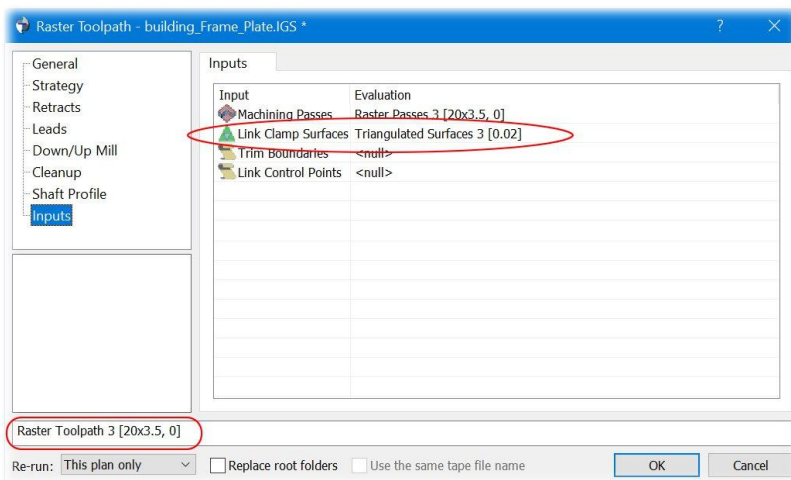 Raster Toolpath - building_Frame_Plate.IGS *
General
Strategy
Retracts
Leads
Down/Up Mill
Cleanup
Shaft Profile
Inputs
Inputs
Input Evaluation
Machining Passes Raster Passes 3 [20x3.5, 0]
Link Clamp Surfaces Triangulated Surfaces 3 [0.02]
Trim Boundaries <null>
Link Control Points <null>
Raster Toolpath 3 [20x3.5, 0]
Re-run: This plan only Replace root folders Use the same tape file name OK Cancel